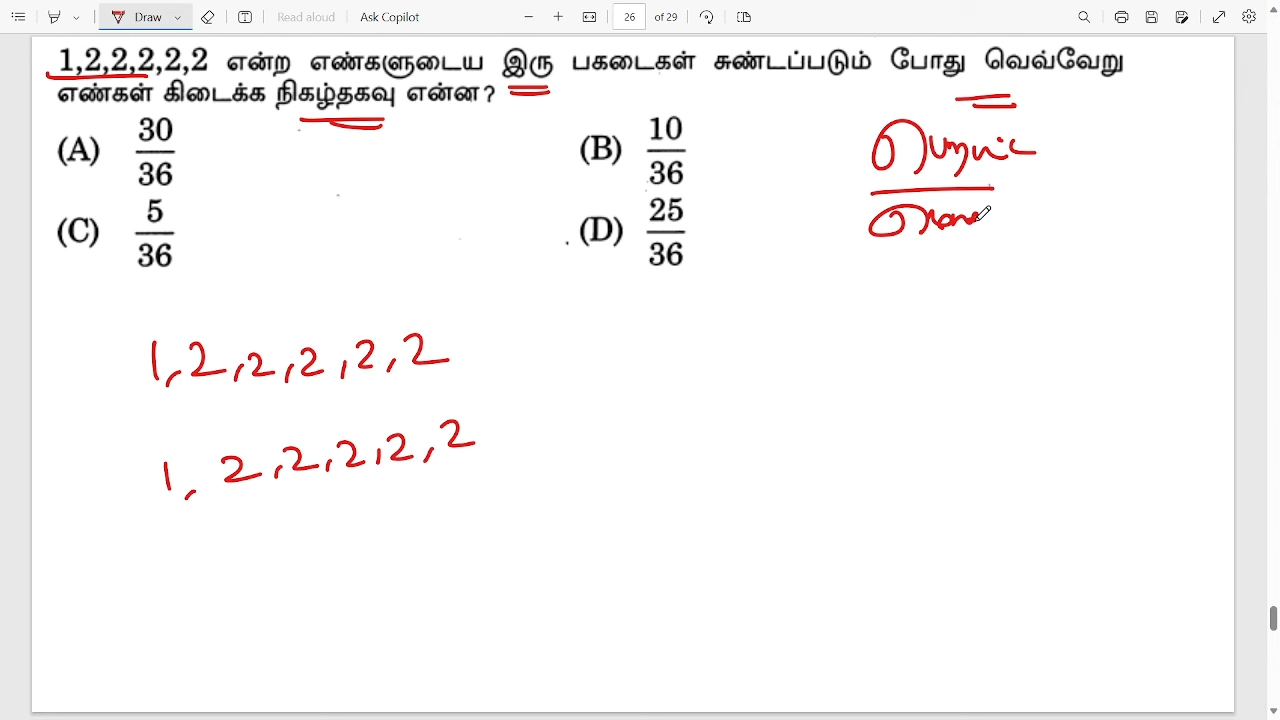 Draw
Read aloud
Ask Copilot
26 of 29
1,2,2,2,2,2 என்ற எண்களுடைய இரு பகடைகள் சுண்டப்படும் போது வெவ்வேறு
எண்கள் கிடைக்க நிகழ்தகவு என்ன?
(A) 30/36
(B) 10/36
(C) 5/36
(D) 25/36
1,2,2,2,2,2
1,2,2,2,2,2